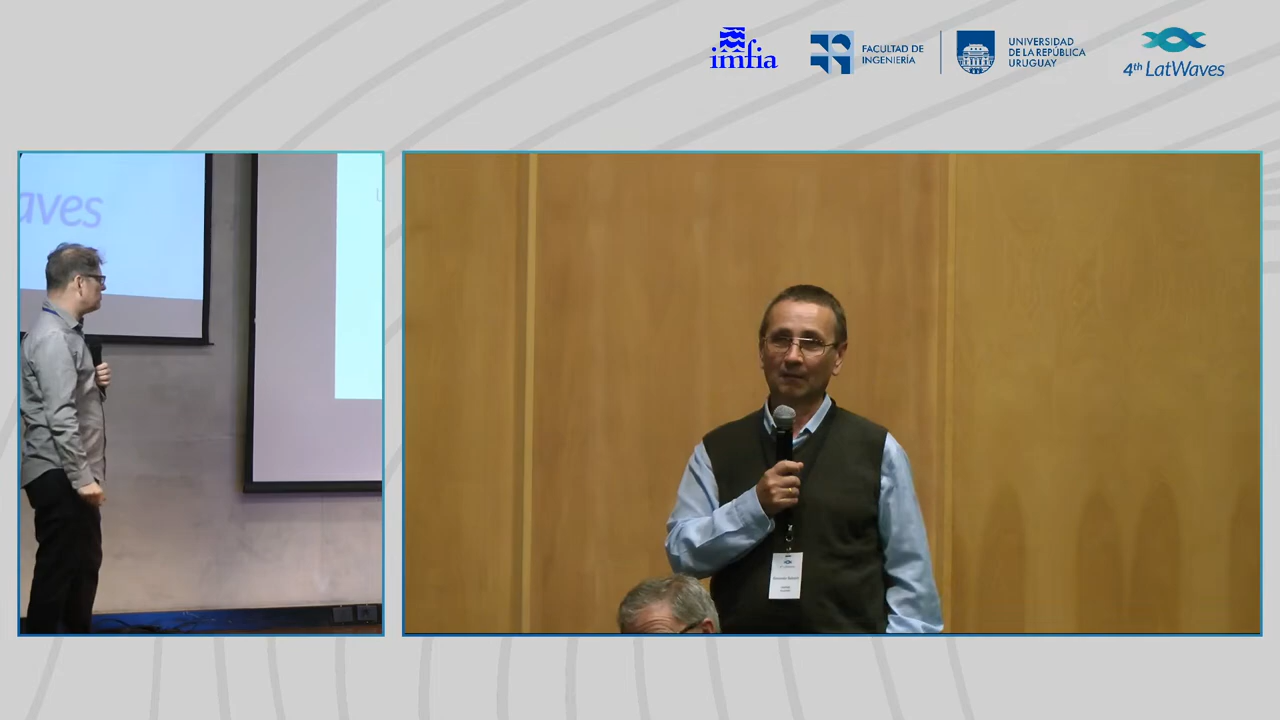 imfia
FACULTAD DE
INGENIERÍA
UNIVERSIDAD
DE LA REPÚBLICA
URUGUAY
4th LatWaves
aves